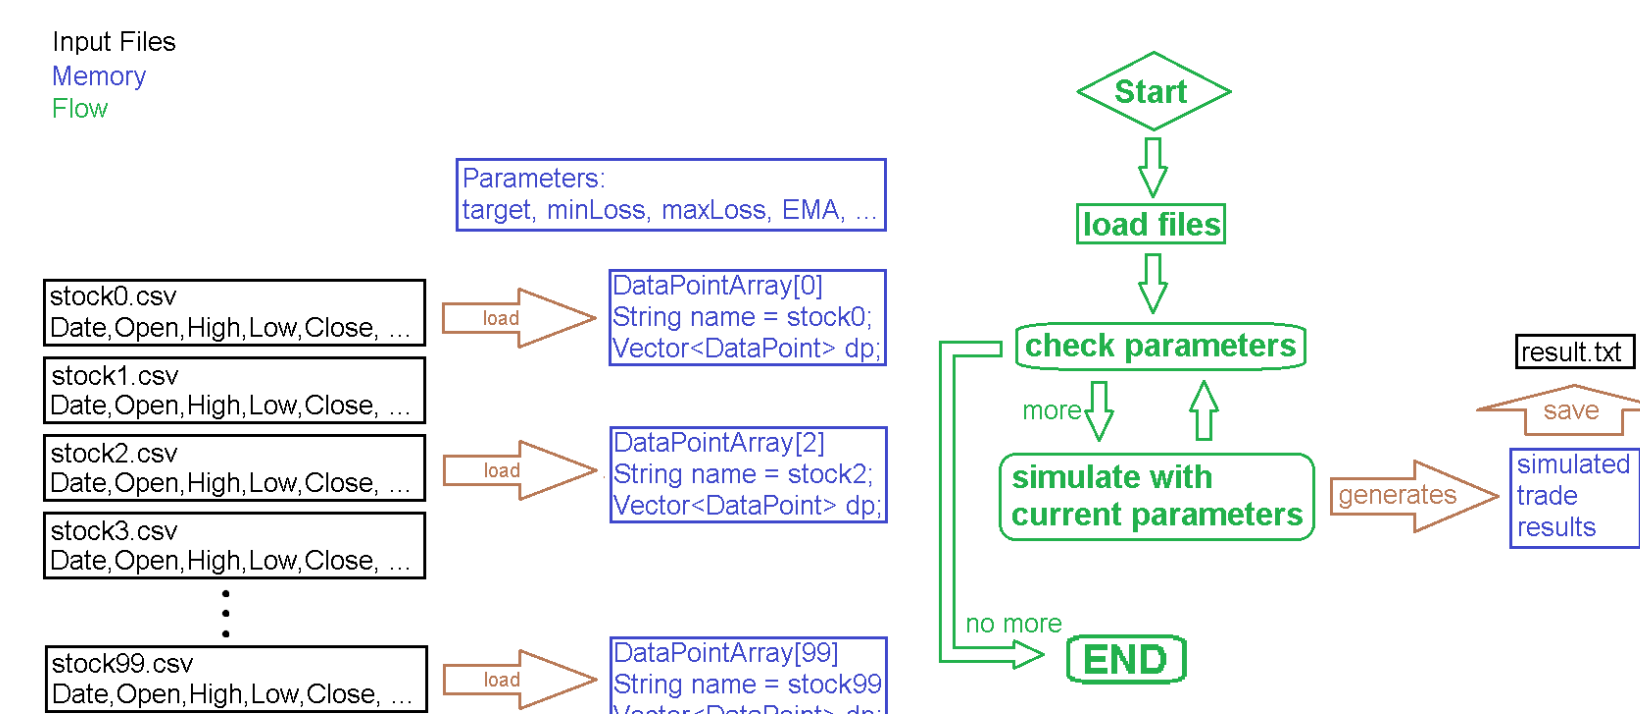 Input Files
Memory
Flow
Start
Parameters:
target, minLoss, maxLoss, EMA, ...
load files
stock0.csv
Date,Open,High,Low,Close, ...
load
DataPointArray[0]
String name = stock0;
Vector<DataPoint> dp;
check parameters
result.txt
stock1.csv
Date,Open,High,Low,Close, ...
more
save
stock2.csv
Date,Open,High,Low,Close, ...
load
DataPointArray[2]
String name = stock2;
Vector<DataPoint> dp;
simulate with
current parameters
generates
simulated
trade
results
stock3.csv
Date,Open,High,Low,Close, ...
no more
END
stock99.csv
Date,Open,High,Low,Close, ...
load
DataPointArray[99]
String name = stock99
Vector<DataPoint> dp;